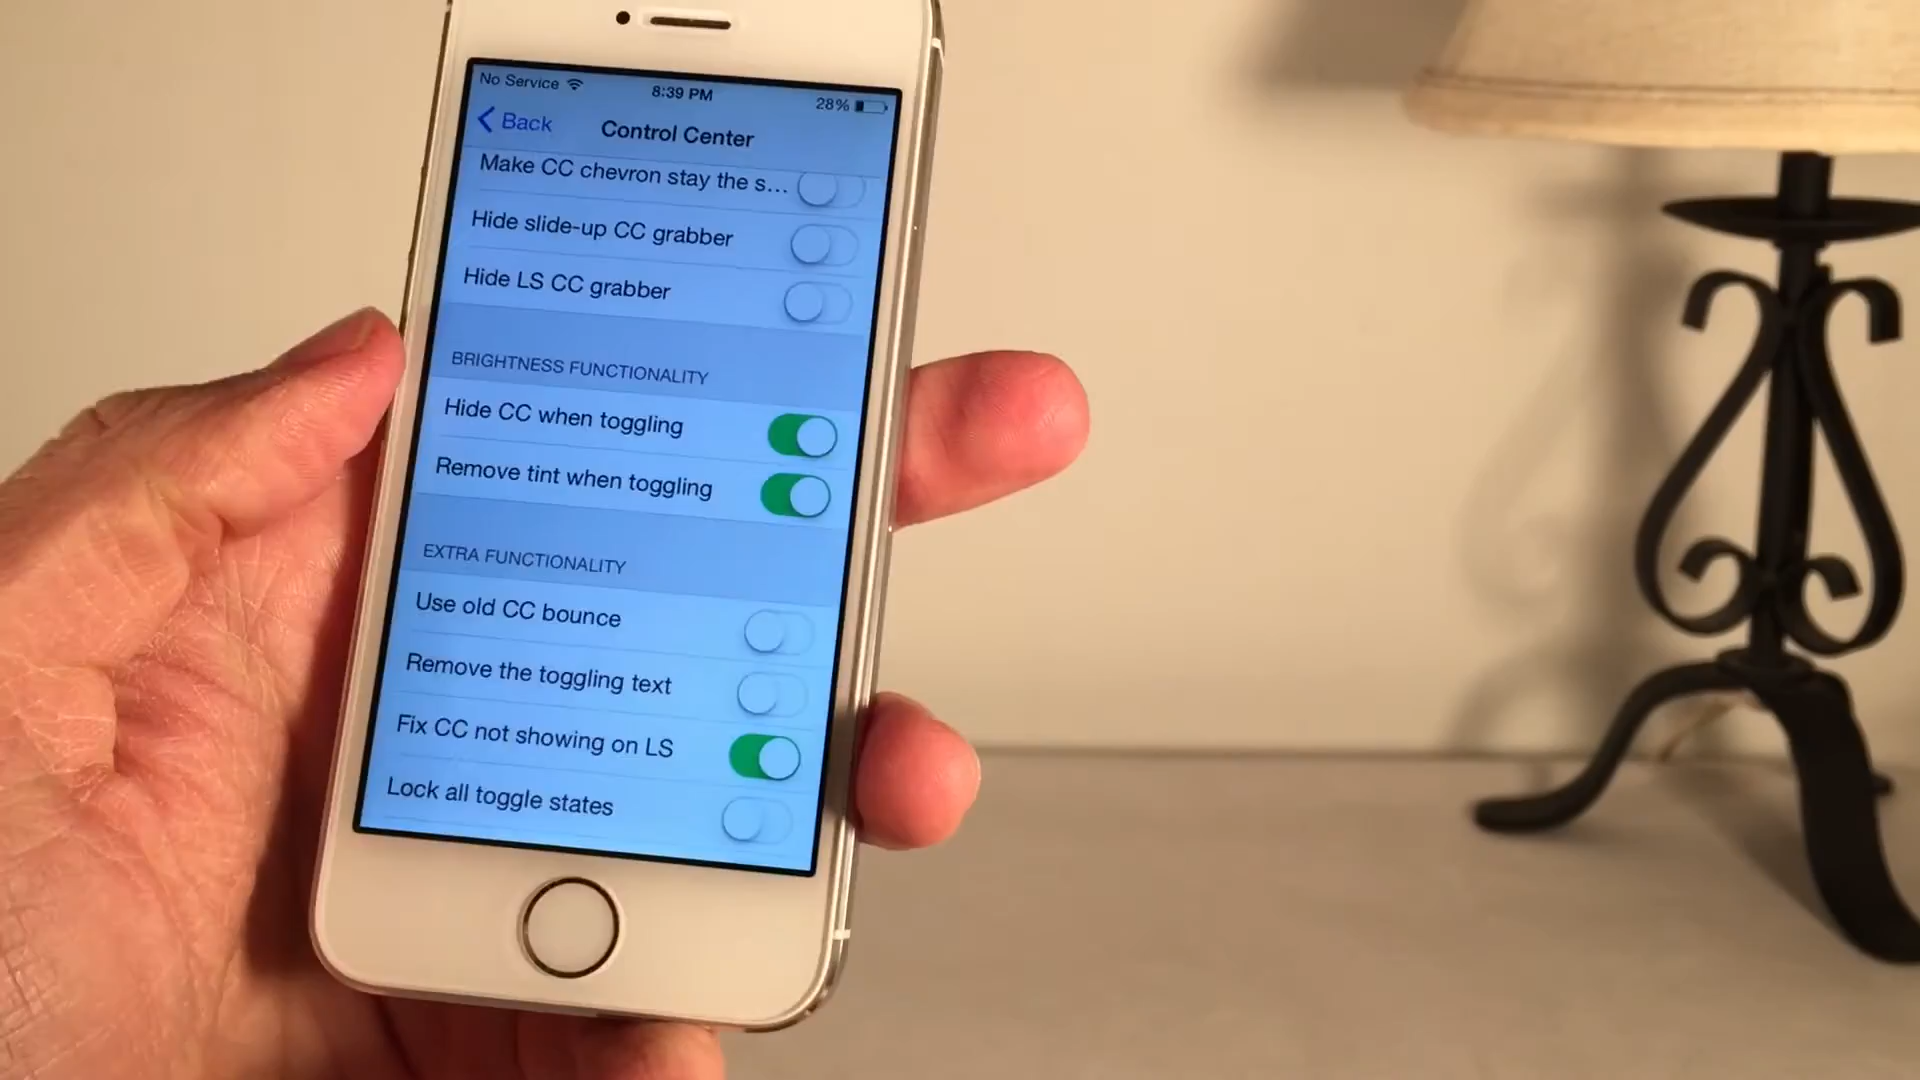 No Service
8:39 PM
28%
Back
Control Center
Make CC chevron stay the s...
Hide slide-up CC grabber
Hide LS CC grabber
BRIGHTNESS FUNCTIONALITY
Hide CC when toggling
Remove tint when toggling
EXTRA FUNCTIONALITY
Use old CC bounce
Remove the toggling text
Fix CC not showing on LS
Lock all toggle states